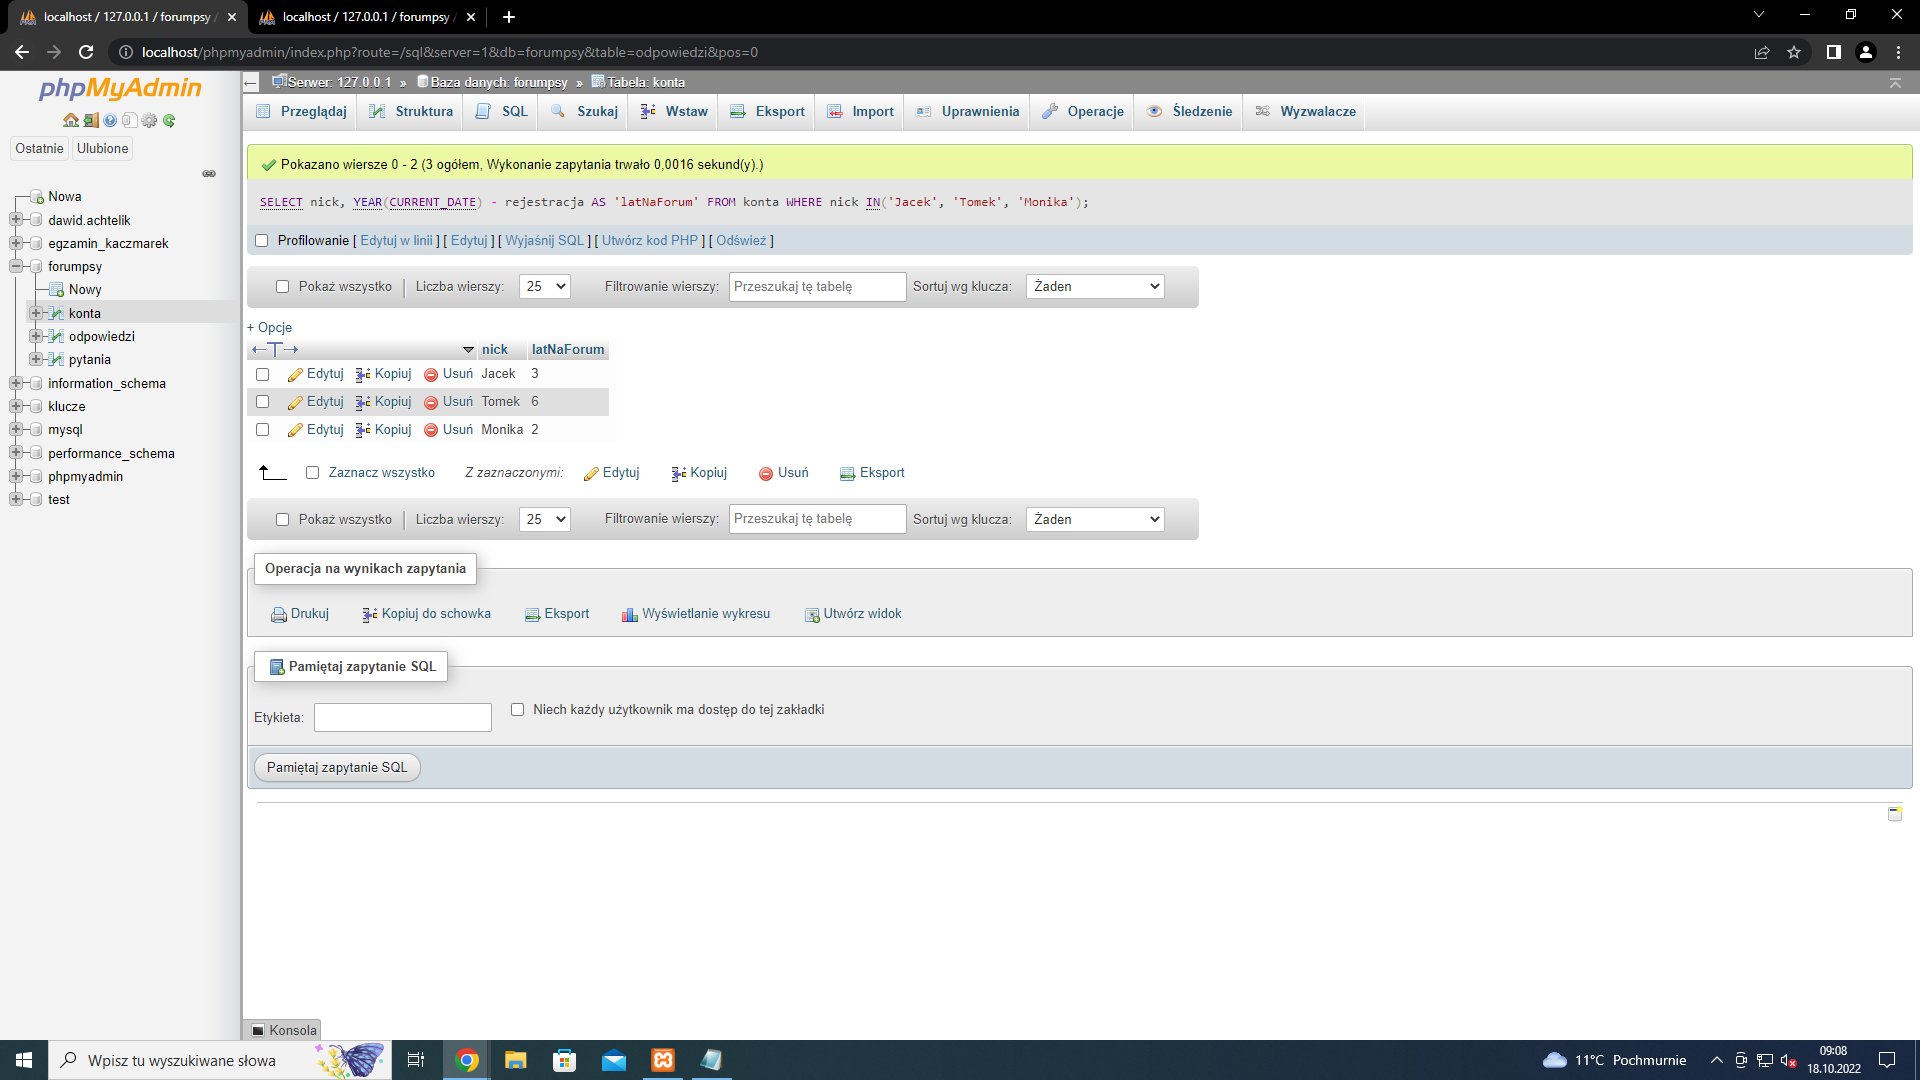 localhost / 127.0.0.1 / forumpsy /
localhost / 127.0.0.1 / forumpsy /
localhost/phpmyadmin/index.php?route=/sql&server=1&db=forumpsy&table=odpowiedzi&pos=0
phpMyAdmin
Ostatnie Ulubione
Nowa
dawid.achtelik
egzamin_kaczmarek
forumpsy
Nowy
konta
odpowiedzi
pytania
information_schema
klucze
mysql
performance_schema
phpmyadmin
test
Serwer: 127.0.0.1 » Baza danych: forumpsy » Tabela: konta
Przeglądaj Struktura SQL Szukaj Wstaw Eksport Import Uprawnienia Operacje Śledzenie Wyzwalacze
Pokazano wiersze 0 - 2 (3 ogółem, Wykonanie zapytania trwało 0,0016 sekund(y).)
SELECT nick, YEAR(CURRENT_DATE) - rejestracja AS 'latNaForum' FROM konta WHERE nick IN('Jacek', 'Tomek', 'Monika');
Profilowanie [ Edytuj w linii ] [ Edytuj ] [ Wyjaśnij SQL ] [ Utwórz kod PHP ] [ Odśwież ]
Pokaż wszystko Liczba wierszy: 25 Filtrowanie wierszy: Przeszukaj tę tabelę Sortuj wg klucza: Żaden
+ Opcje
←T→ nick latNaForum
Edytuj Kopiuj Usuń Jacek 3
Edytuj Kopiuj Usuń Tomek 6
Edytuj Kopiuj Usuń Monika 2
Zaznacz wszystko Z zaznaczonymi: Edytuj Kopiuj Usuń Eksport
Pokaż wszystko Liczba wierszy: 25 Filtrowanie wierszy: Przeszukaj tę tabelę Sortuj wg klucza: Żaden
Operacja na wynikach zapytania
Drukuj Kopiuj do schowka Eksport Wyświetlanie wykresu Utwórz widok
Pamiętaj zapytanie SQL
Etykieta: Niech każdy użytkownik ma dostęp do tej zakładki
Pamiętaj zapytanie SQL
Konsola
Wpisz tu wyszukiwane słowa
11°C Pochmurnie
09:08
18.10.2022